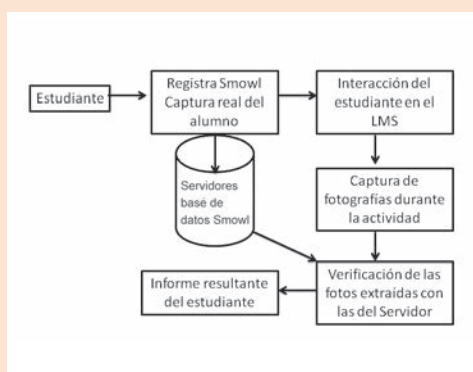 Estudiante
Registra Smowl
Captura real del
alumno
Interacción del
estudiante en el
LMS
Servidores
basé de
datos Smowl
Captura de
fotografías durante
la actividad
Verificación de las
fotos extraídas con
las del Servidor
Informe resultante
del estudiante